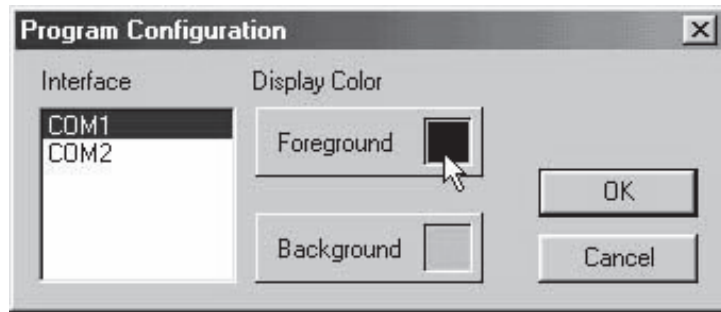 Program Configuration
Interface
Display Color
COM1
COM2
Foreground
Background
OK
Cancel